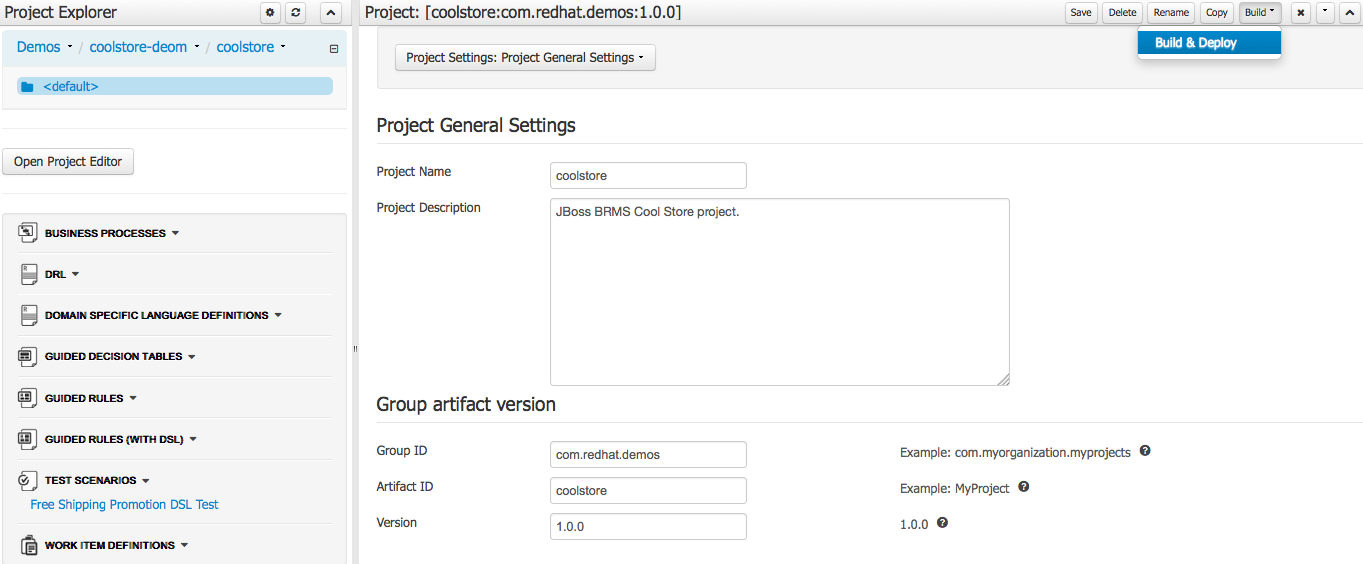 Project Explorer
Demos / coolstore-deom / coolstore
<default>
Open Project Editor
BUSINESS PROCESSES
DRL
DOMAIN SPECIFIC LANGUAGE DEFINITIONS
GUIDED DECISION TABLES
GUIDED RULES
GUIDED RULES (WITH DSL)
TEST SCENARIOS
Free Shipping Promotion DSL Test
WORK ITEM DEFINITIONS
Project: [coolstore:com.redhat.demos:1.0.0]
Save Delete Rename Copy Build
Build & Deploy
Project Settings: Project General Settings
Project General Settings
Project Name coolstore
Project Description JBoss BRMS Cool Store project.
Group artifact version
Group ID com.redhat.demos Example: com.myorganization.myprojects
Artifact ID coolstore Example: MyProject
Version 1.0.0 1.0.0